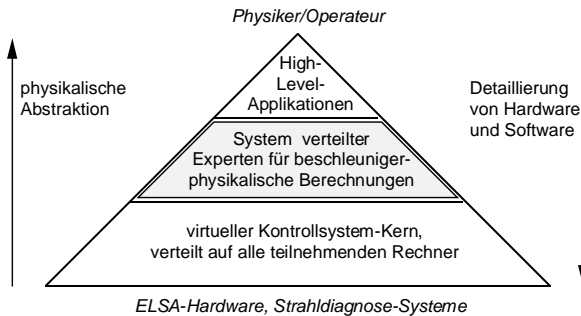 Physiker/Operateur
physikalische
Abstraktion
High-
Level-
Applikationen
Detaillierung
von Hardware
und Software
System verteilter
Experten für beschleuniger-
physikalische Berechnungen
virtueller Kontrollsystem-Kern,
verteilt auf alle teilnehmenden Rechner
ELSA-Hardware, Strahldiagnose-Systeme